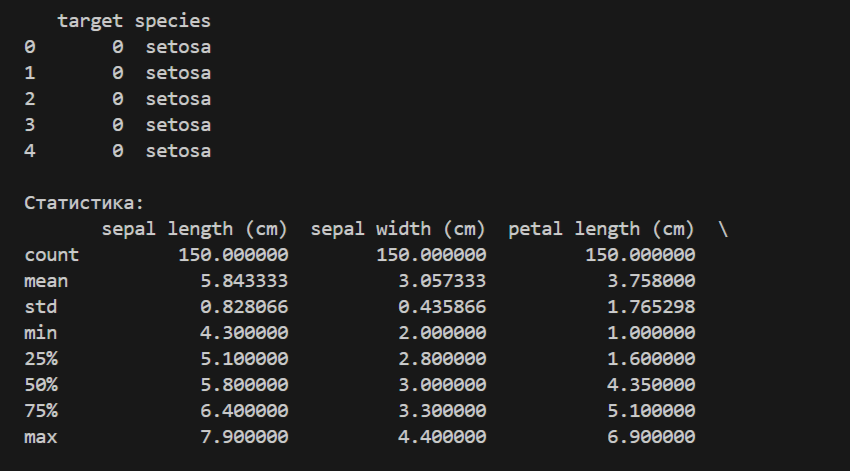 target species
0 0 setosa
1 0 setosa
2 0 setosa
3 0 setosa
4 0 setosa
Статистика:
sepal length (cm) sepal width (cm) petal length (cm) \
count 150.000000 150.000000 150.000000
mean 5.843333 3.057333 3.758000
std 0.828066 0.435866 1.765298
min 4.300000 2.000000 1.000000
25% 5.100000 2.800000 1.600000
50% 5.800000 3.000000 4.350000
75% 6.400000 3.300000 5.100000
max 7.900000 4.400000 6.900000